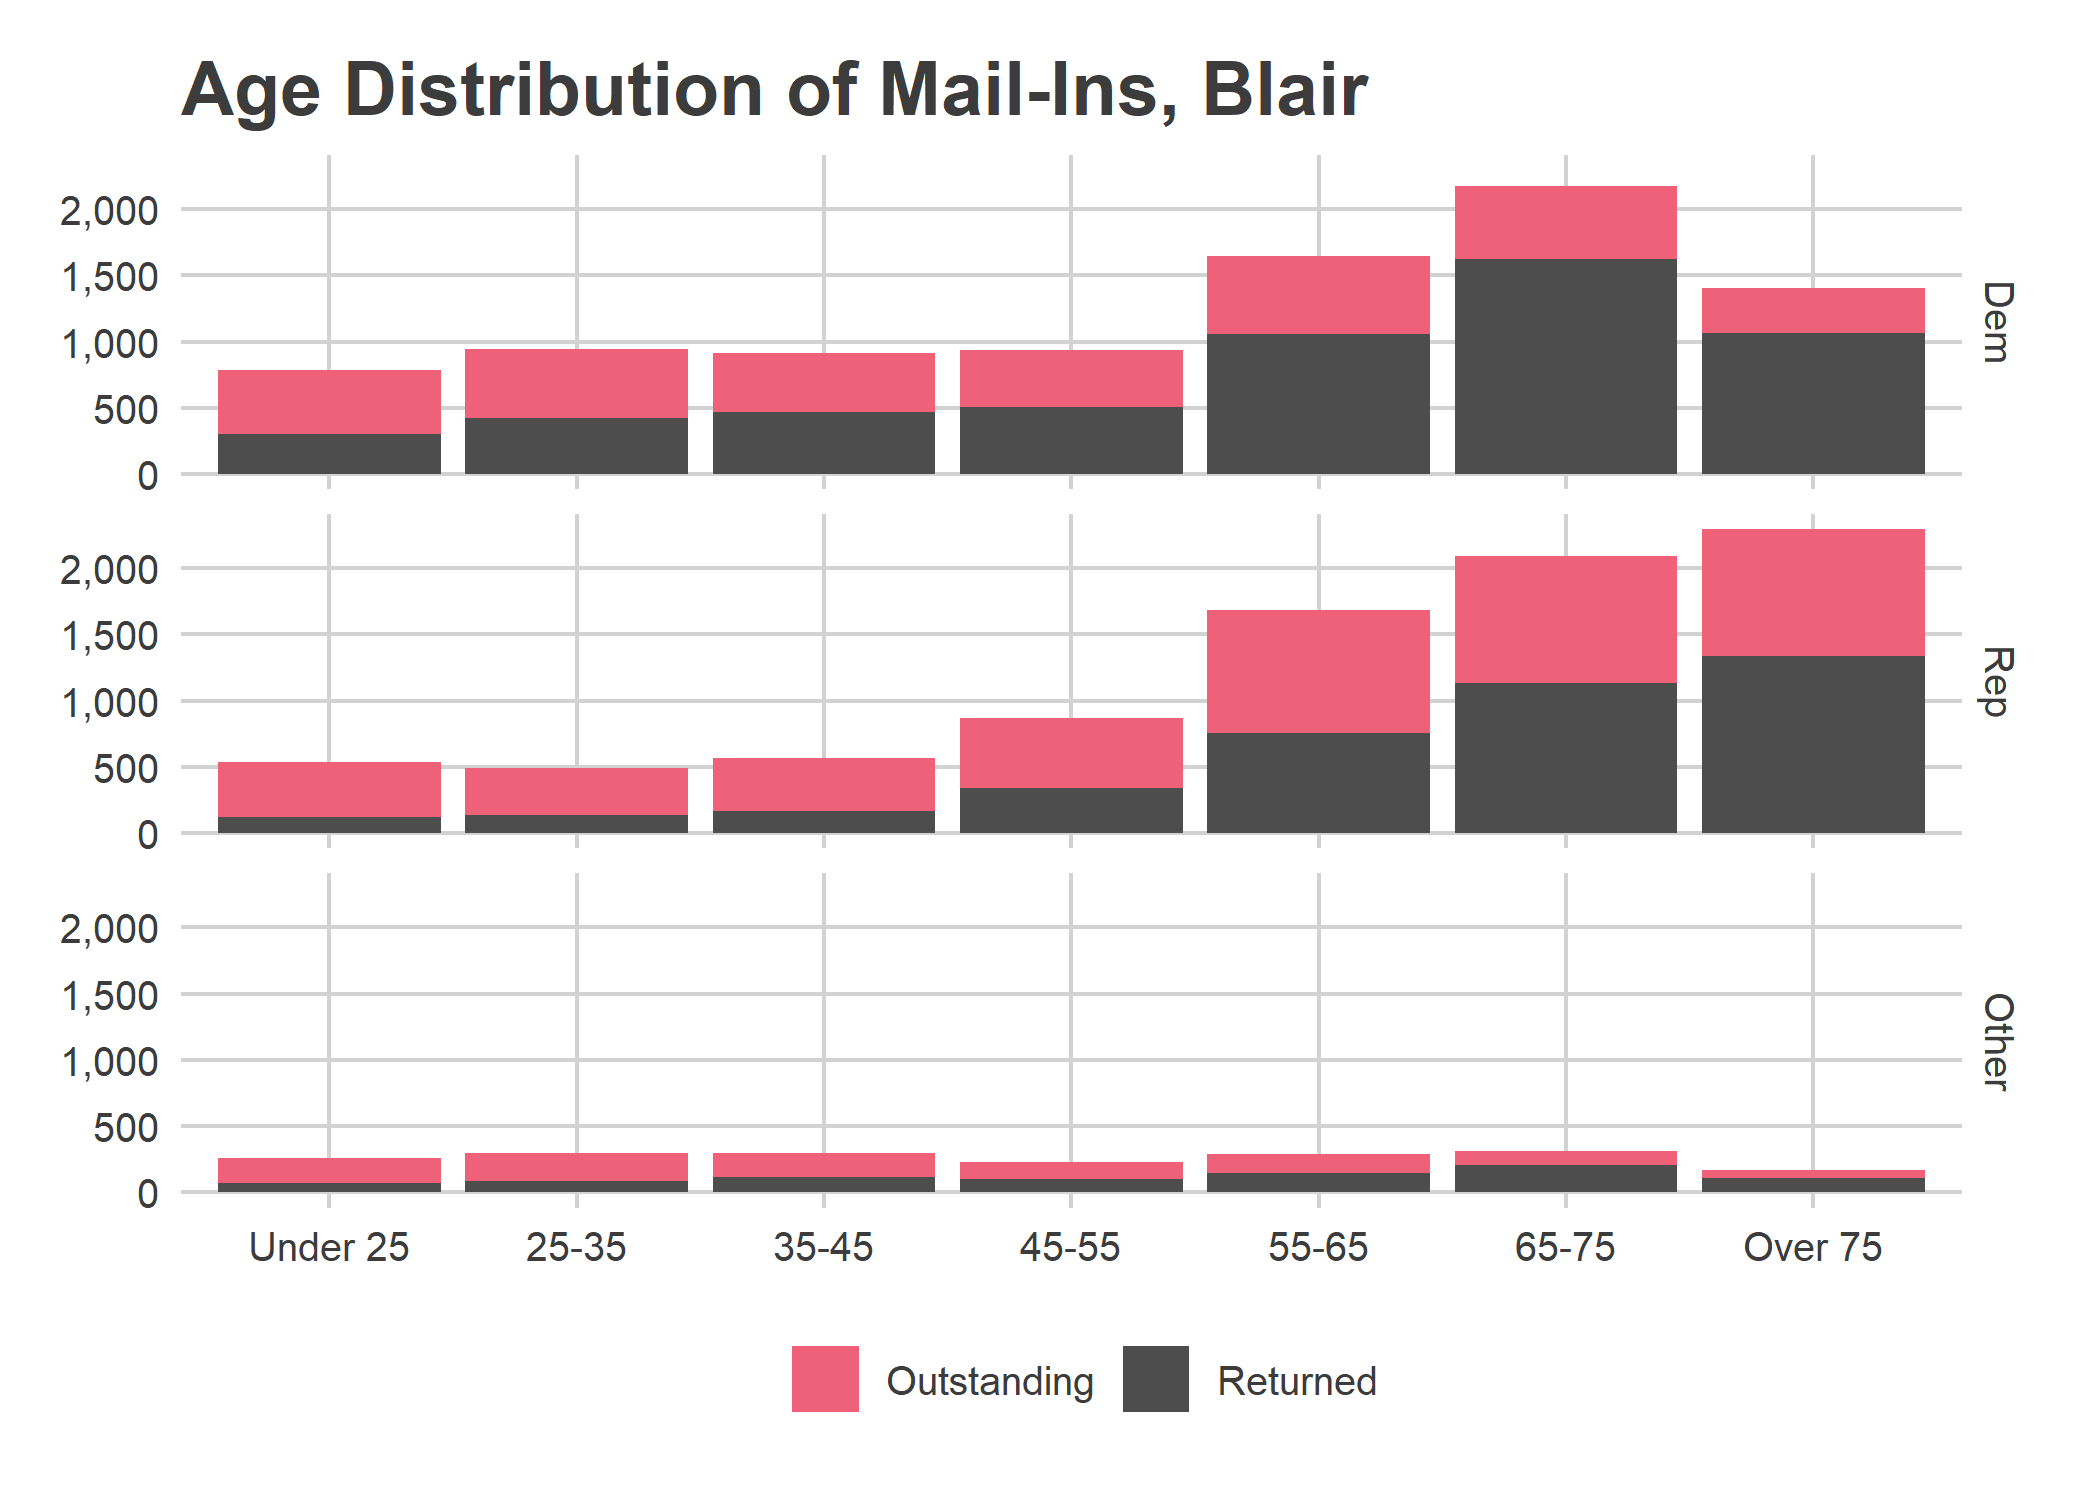 Age Distribution of Mail-Ins, Blair
2,000
1,500
1,000
500
0
Dem
2,000
1,500
1,000
500
0
Rep
2,000
1,500
1,000
500
0
Other
Under 25 25-35 35-45 45-55 55-65 65-75 Over 75
Outstanding Returned